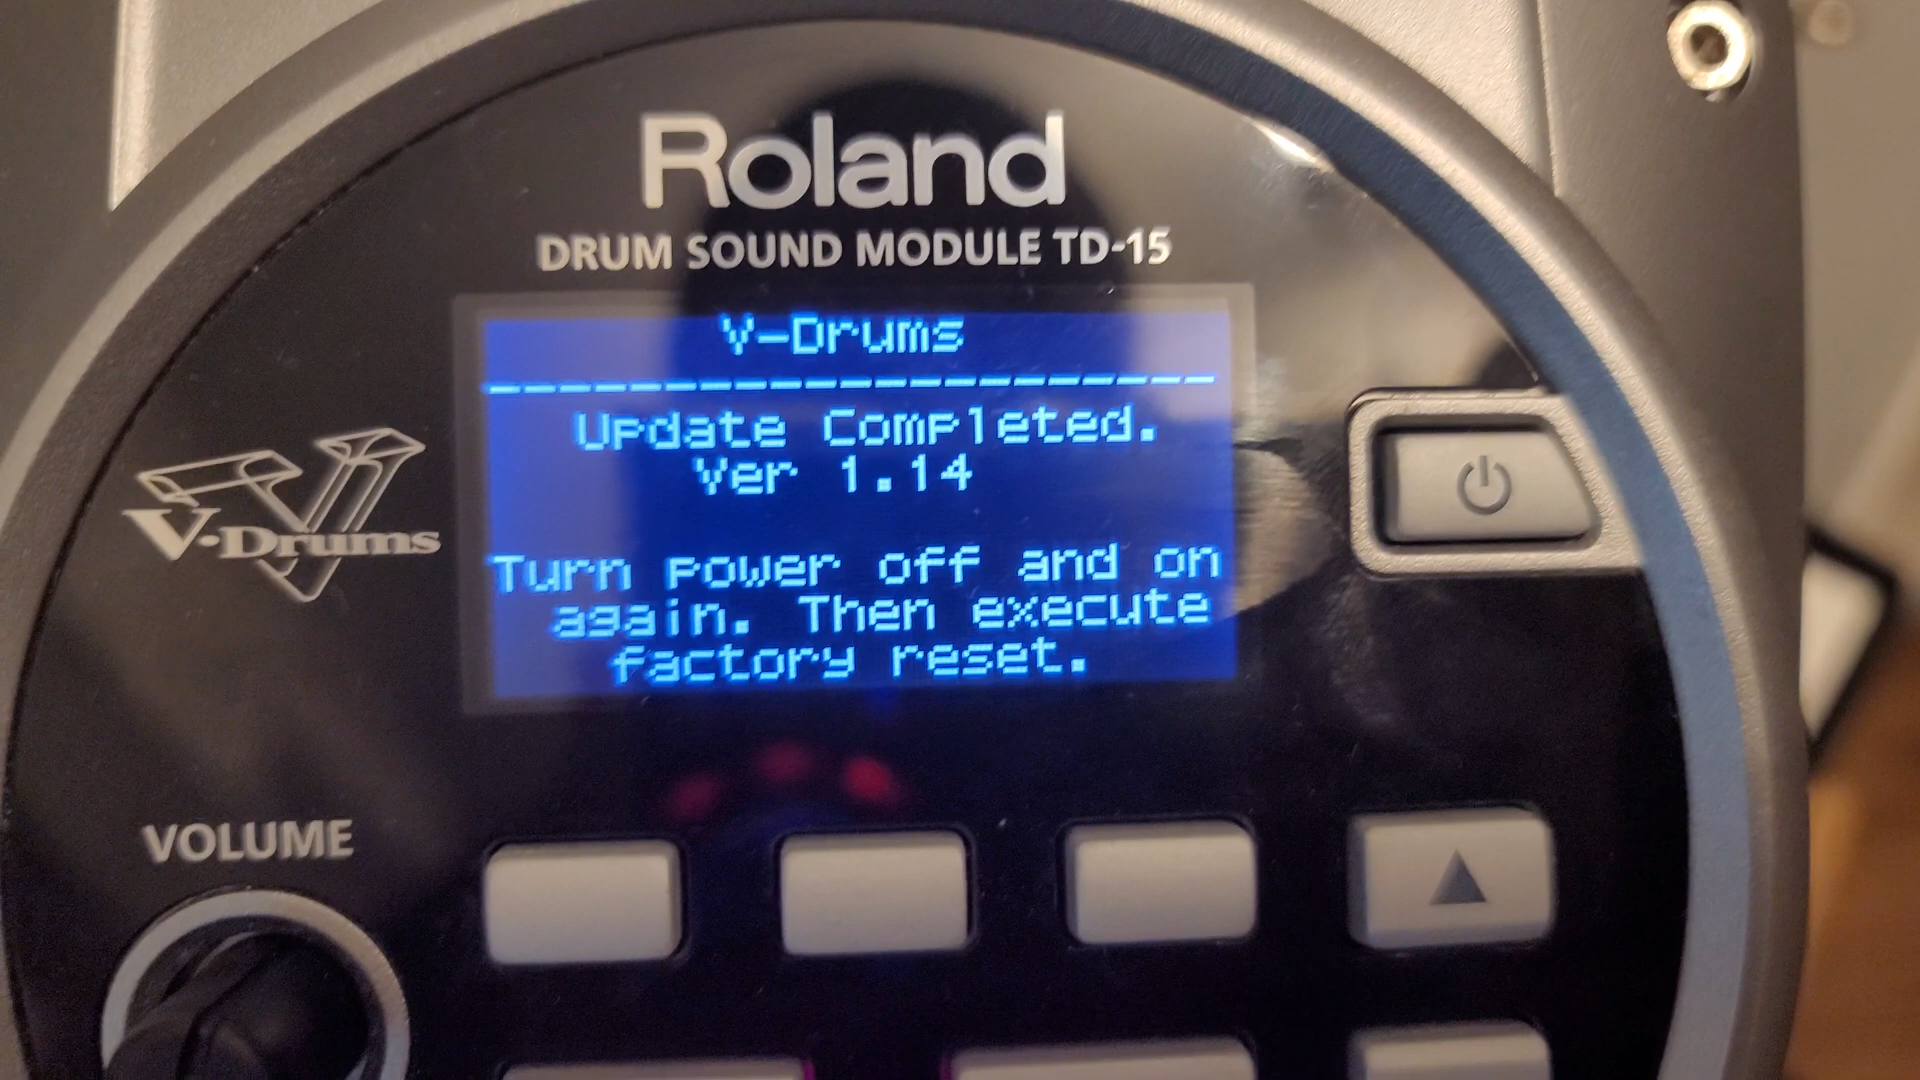 Roland
DRUM SOUND MODULE TD-15
V-Drums
--------------------
Update Completed.
Ver 1.14
Turn power off and on
again. Then execute
factory reset.
V-Drums
VOLUME